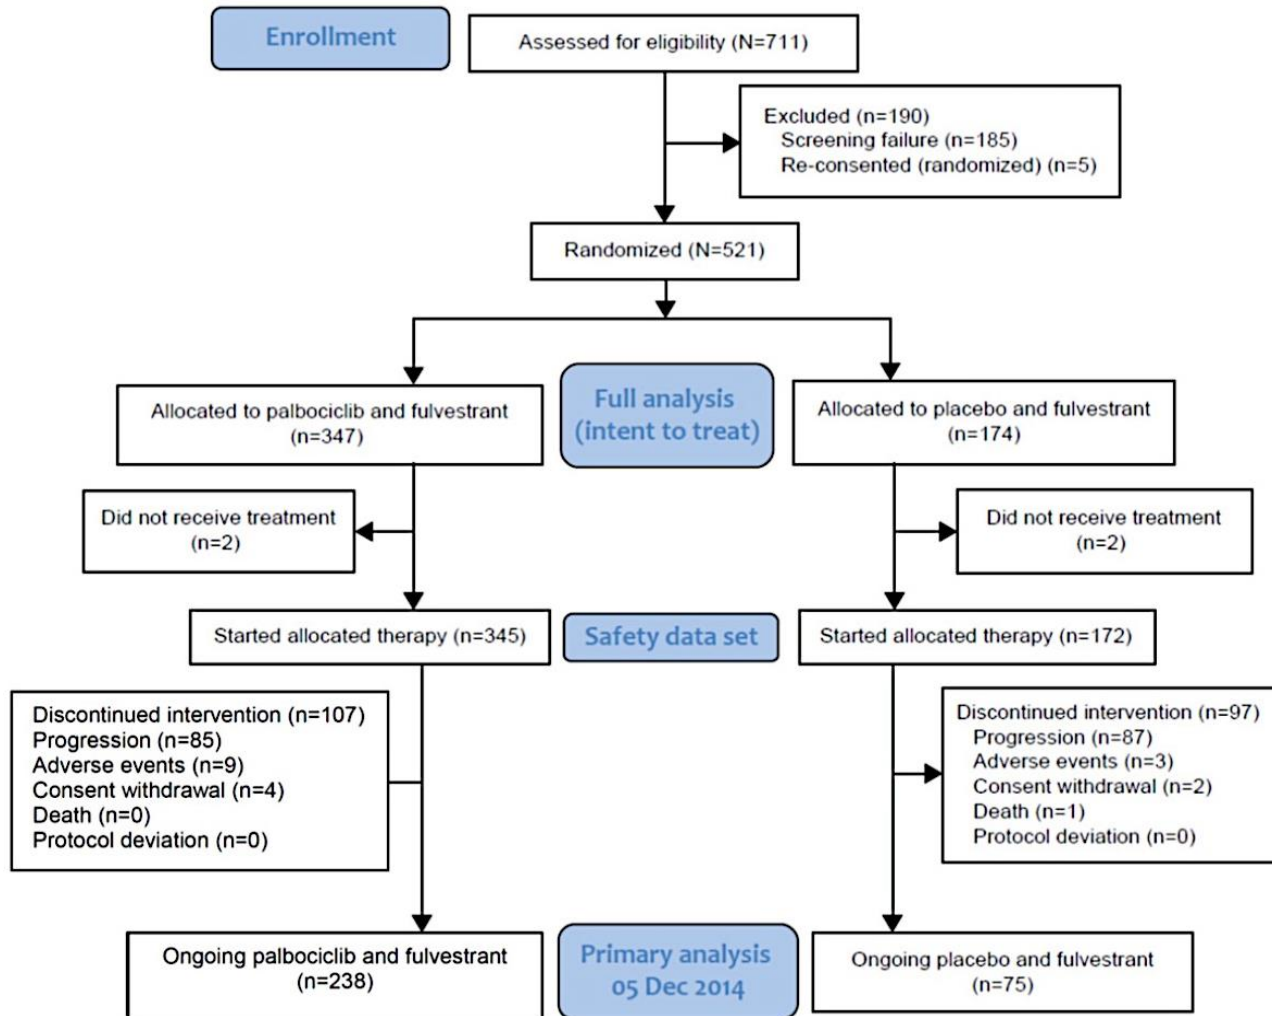 Enrollment
Assessed for eligibility (N=711)
Excluded (n=190)
Screening failure (n=185)
Re-consented (randomized) (n=5)
Randomized (N=521)
Allocated to palbociclib and fulvestrant
(n=347)
Full analysis
(intent to treat)
Allocated to placebo and fulvestrant
(n=174)
Did not receive treatment
(n=2)
Did not receive treatment
(n=2)
Started allocated therapy (n=345)
Safety data set
Started allocated therapy (n=172)
Discontinued intervention (n=107)
Progression (n=85)
Adverse events (n=9)
Consent withdrawal (n=4)
Death (n=0)
Protocol deviation (n=0)
Discontinued intervention (n=97)
Progression (n=87)
Adverse events (n=3)
Consent withdrawal (n=2)
Death (n=1)
Protocol deviation (n=0)
Ongoing palbociclib and fulvestrant
(n=238)
Primary analysis
05 Dec 2014
Ongoing placebo and fulvestrant
(n=75)